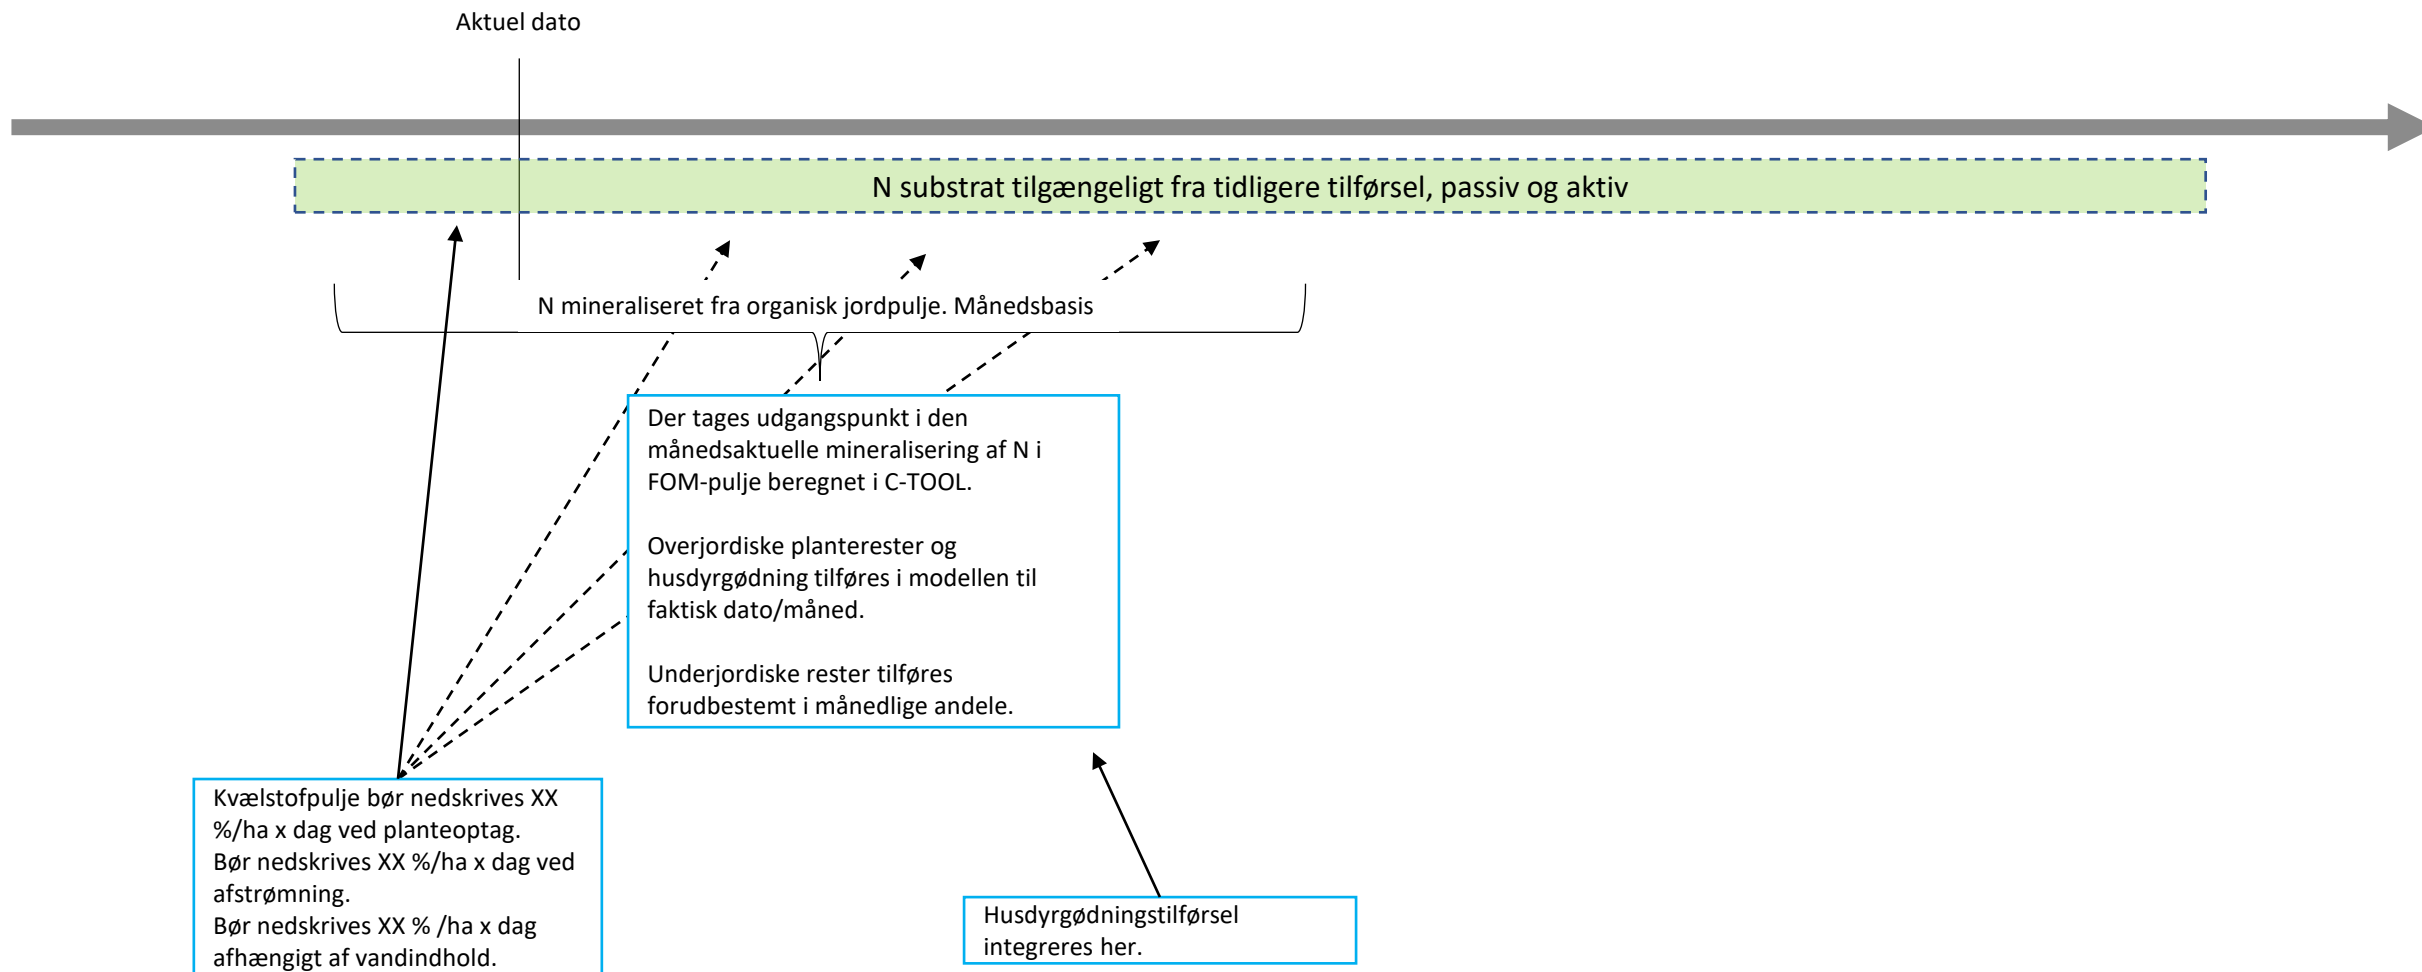 Aktuel dato
N substrat tilgængeligt fra tidligere tilførsel, passiv og aktiv
N mineraliseret fra organisk jordpulje. Månedsbasis
Der tages udgangspunkt i den
månedsaktuelle mineralisering af N i
FOM-pulje beregnet i C-TOOL.
Overjordiske planterester og
husdyrgødning tilføres i modellen til
faktisk dato/måned.
Underjordiske rester tilføres
forudbestemt i månedlige andele.
Kvælstofpulje bør nedskrives XX
%/ha x dag ved planteoptag.
Bør nedskrives XX %/ha x dag ved
afstrømning.
Bør nedskrives XX % /ha x dag
afhængigt af vandindhold.
Husdyrgødningstilførsel
integreres her.